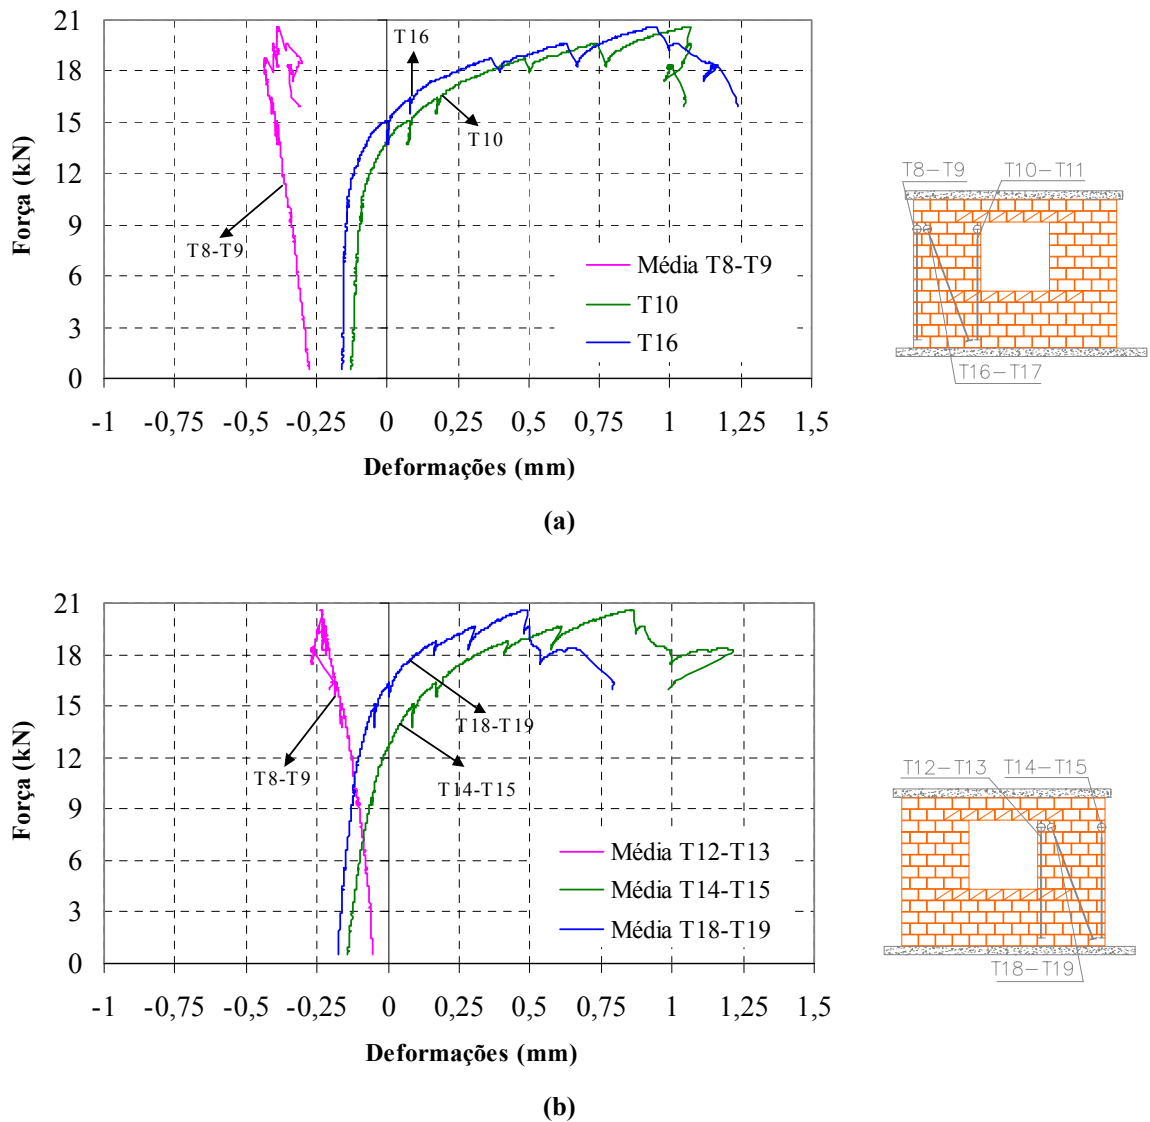 21
18
15
12
9
6
3
0
Força (kN)
T16
T10
T8-T9
Média T8-T9
T10
T16
-1 -0,75 -0,5 -0,25 0 0,25 0,5 0,75 1 1,25 1,5
Deformações (mm)
T8-T9 T10-T11
T16-T17
(a)
21
18
15
12
9
6
3
0
Força (kN)
T8-T9
T18-T19
T14-T15
Média T12-T13
Média T14-T15
Média T18-T19
-1 -0,75 -0,5 -0,25 0 0,75 0,25 0,5 0,75 1 1,25 1,5
Deformações (mm)
T12-T13 T14-T15
T18-T19
(b)